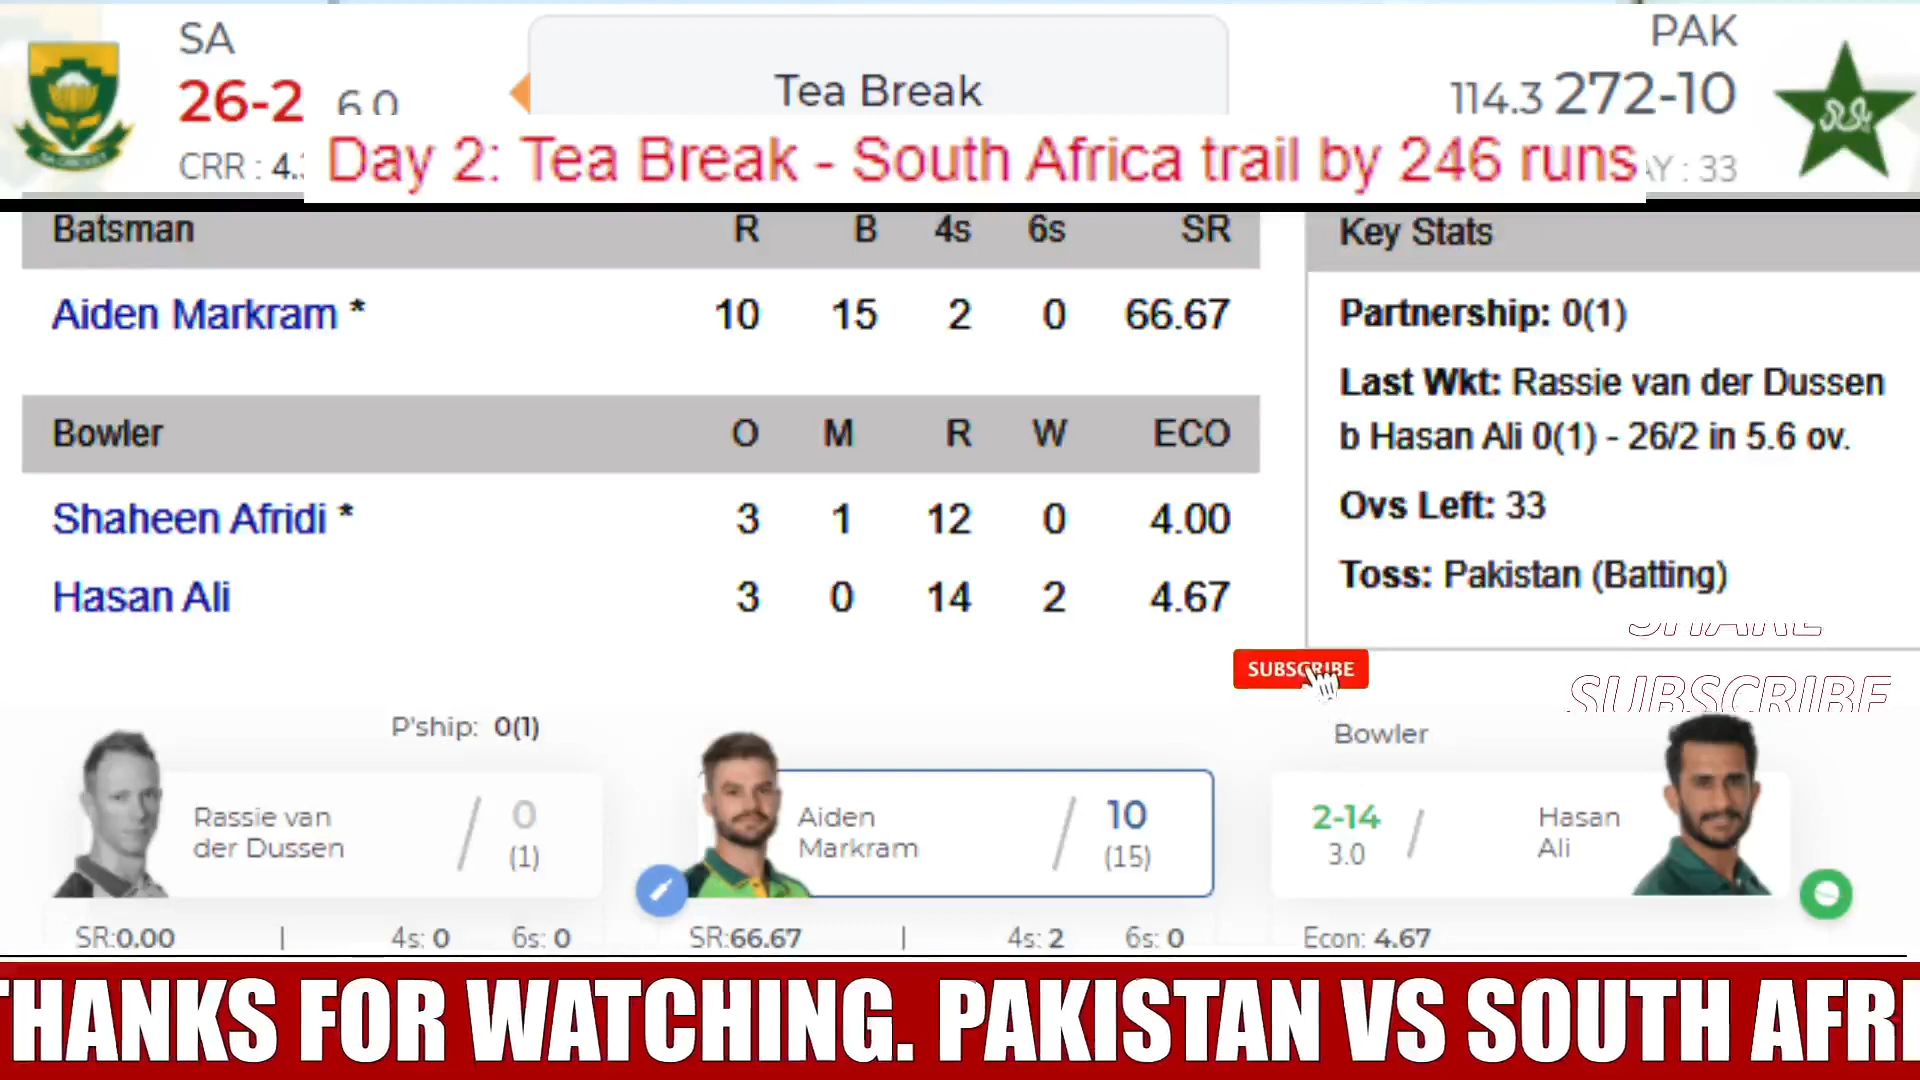 SA
26-2 6.0
CRR : 4.
Tea Break
PAK
114.3 272-10
Day 2: Tea Break - South Africa trail by 246 runs
AY : 33
Batsman R B 4s 6s SR
Aiden Markram * 10 15 2 0 66.67
Bowler O M R W ECO
Shaheen Afridi * 3 1 12 0 4.00
Hasan Ali 3 0 14 2 4.67
Key Stats
Partnership: 0(1)
Last Wkt: Rassie van der Dussen
b Hasan Ali 0(1) - 26/2 in 5.6 ov.
Ovs Left: 33
Toss: Pakistan (Batting)
SHARE
SUBSCRIBE
SUBSCRIBE
P'ship: 0(1)
Rassie van
der Dussen
0
(1)
SR:0.00 | 4s: 0 6s: 0
Aiden
Markram
10
(15)
SR:66.67 | 4s: 2 6s: 0
Bowler
2-14
3.0
Hasan
Ali
Econ: 4.67
THANKS FOR WATCHING. PAKISTAN VS SOUTH AFRI